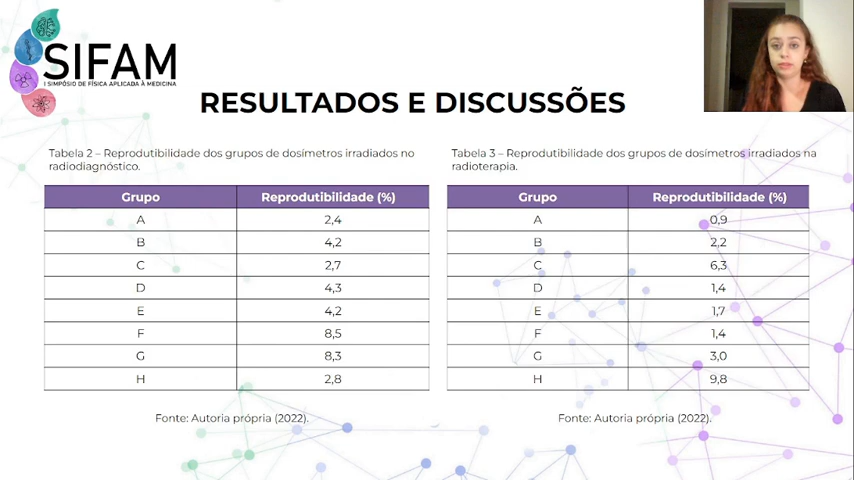 SIFAM
I SIMPÓSIO DE FÍSICA APLICADA À MEDICINA
RESULTADOS E DISCUSSÕES
Tabela 2 – Reprodutibilidade dos grupos de dosímetros irradiados no
radiodiagnóstico.
Grupo Reprodutibilidade (%)
A 2,4
B 4,2
C 2,7
D 4,3
E 4,2
F 8,5
G 8,3
H 2,8
Fonte: Autoria própria (2022).
Tabela 3 – Reprodutibilidade dos grupos de dosímetros irradiados na
radioterapia.
Grupo Reprodutibilidade (%)
A 0,9
B 2,2
C 6,3
D 1,4
E 1,7
F 1,4
G 3,0
H 9,8
Fonte: Autoria própria (2022).